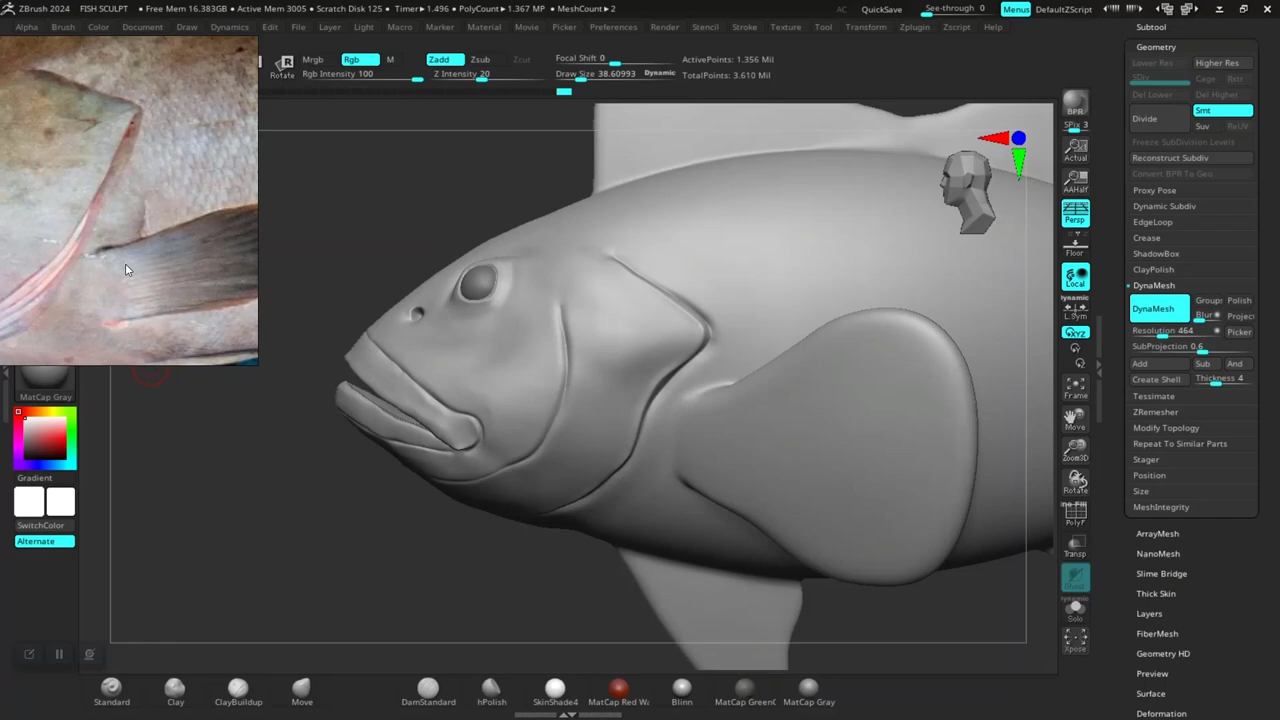 ZBrush 2024 FISH SCULPT • Free Mem 16.383GB • Active Mem 3005 • Scratch Disk 125 • Timer▸1.496 • PolyCount▸1.367 MP • MeshCount▸2 AC QuickSave See-through 0 Menus DefaultZScript
Alpha Brush Color Document Draw Dynamics Edit File Layer Light Macro Marker Material Movie Picker Preferences Render Stencil Stroke Texture Tool Transform Zplugin Zscript Help
Mrgb Rgb M Zadd Zsub Zcut Focal Shift 0 ActivePoints: 1.356 Mil
Rotate Rgb Intensity 100 Z Intensity 20 Draw Size 38.60993 Dynamic TotalPoints: 3.610 Mil
BPR
SPix 3
Actual
AAHalf
Persp
Floor
Local
Dynamic
L.Sym
XYZ
Frame
Move
Zoom3D
Rotate
PolyF
Transp
Ghost
Dynamic
Solo
Xpose
MatCap Gray
Gradient
SwitchColor
Alternate
Standard Clay ClayBuildup Move DamStandard hPolish SkinShade4 MatCap Red Wa Blinn MatCap GreenC MatCap Gray
Subtool
Geometry
Lower Res Higher Res
SDiv Cage Rstr
Del Lower Del Higher
Divide Smt
Suv ReUV
Freeze SubDivision Levels
Reconstruct Subdiv
Convert BPR To Geo
Proxy Pose
Dynamic Subdiv
EdgeLoop
Crease
ShadowBox
ClayPolish
DynaMesh
DynaMesh Groups Polish
Blur Projec
Resolution 464 Picker
SubProjection 0.6
Add Sub And
Create Shell Thickness 4
Tessimate
ZRemesher
Modify Topology
Repeat To Similar Parts
Stager
Position
Size
MeshIntegrity
ArrayMesh
NanoMesh
Slime Bridge
Thick Skin
Layers
FiberMesh
Geometry HD
Preview
Surface
Deformation